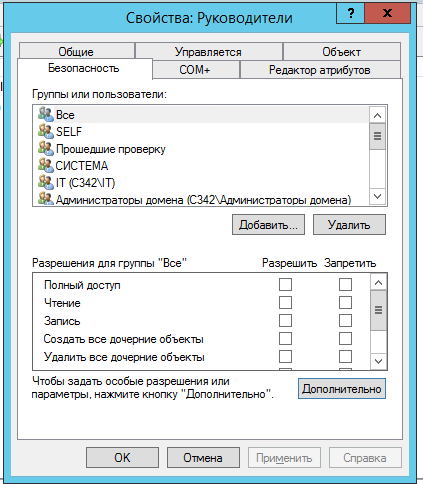 Свойства: Руководители
? x
Общие Управляется Объект
Безопасность COM+ Редактор атрибутов
Группы или пользователи:
Все
SELF
Прошедшие проверку
СИСТЕМА
IT (C342\IT)
Администраторы домена (C342\Администраторы домена)
Добавить... Удалить
Разрешения для группы "Все" Разрешить Запретить
Полный доступ
Чтение
Запись
Создать все дочерние объекты
Удалить все дочерние объекты
Чтобы задать особые разрешения или
параметры, нажмите кнопку "Дополнительно".
Дополнительно
OK Отмена Применить Справка